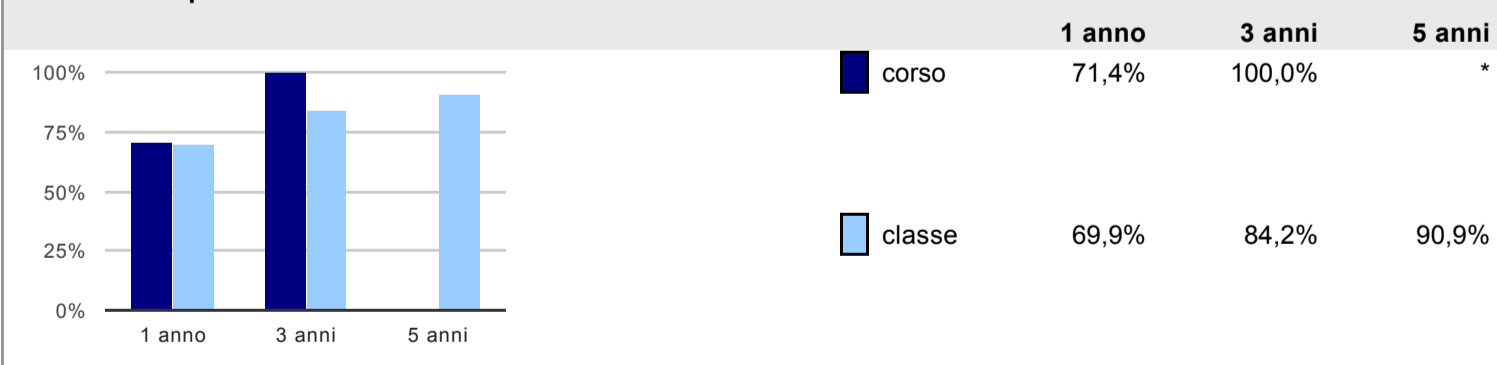 1 anno 3 anni 5 anni
corso 71,4% 100,0% *
classe 69,9% 84,2% 90,9%
100%
75%
50%
25%
0%
1 anno 3 anni 5 anni